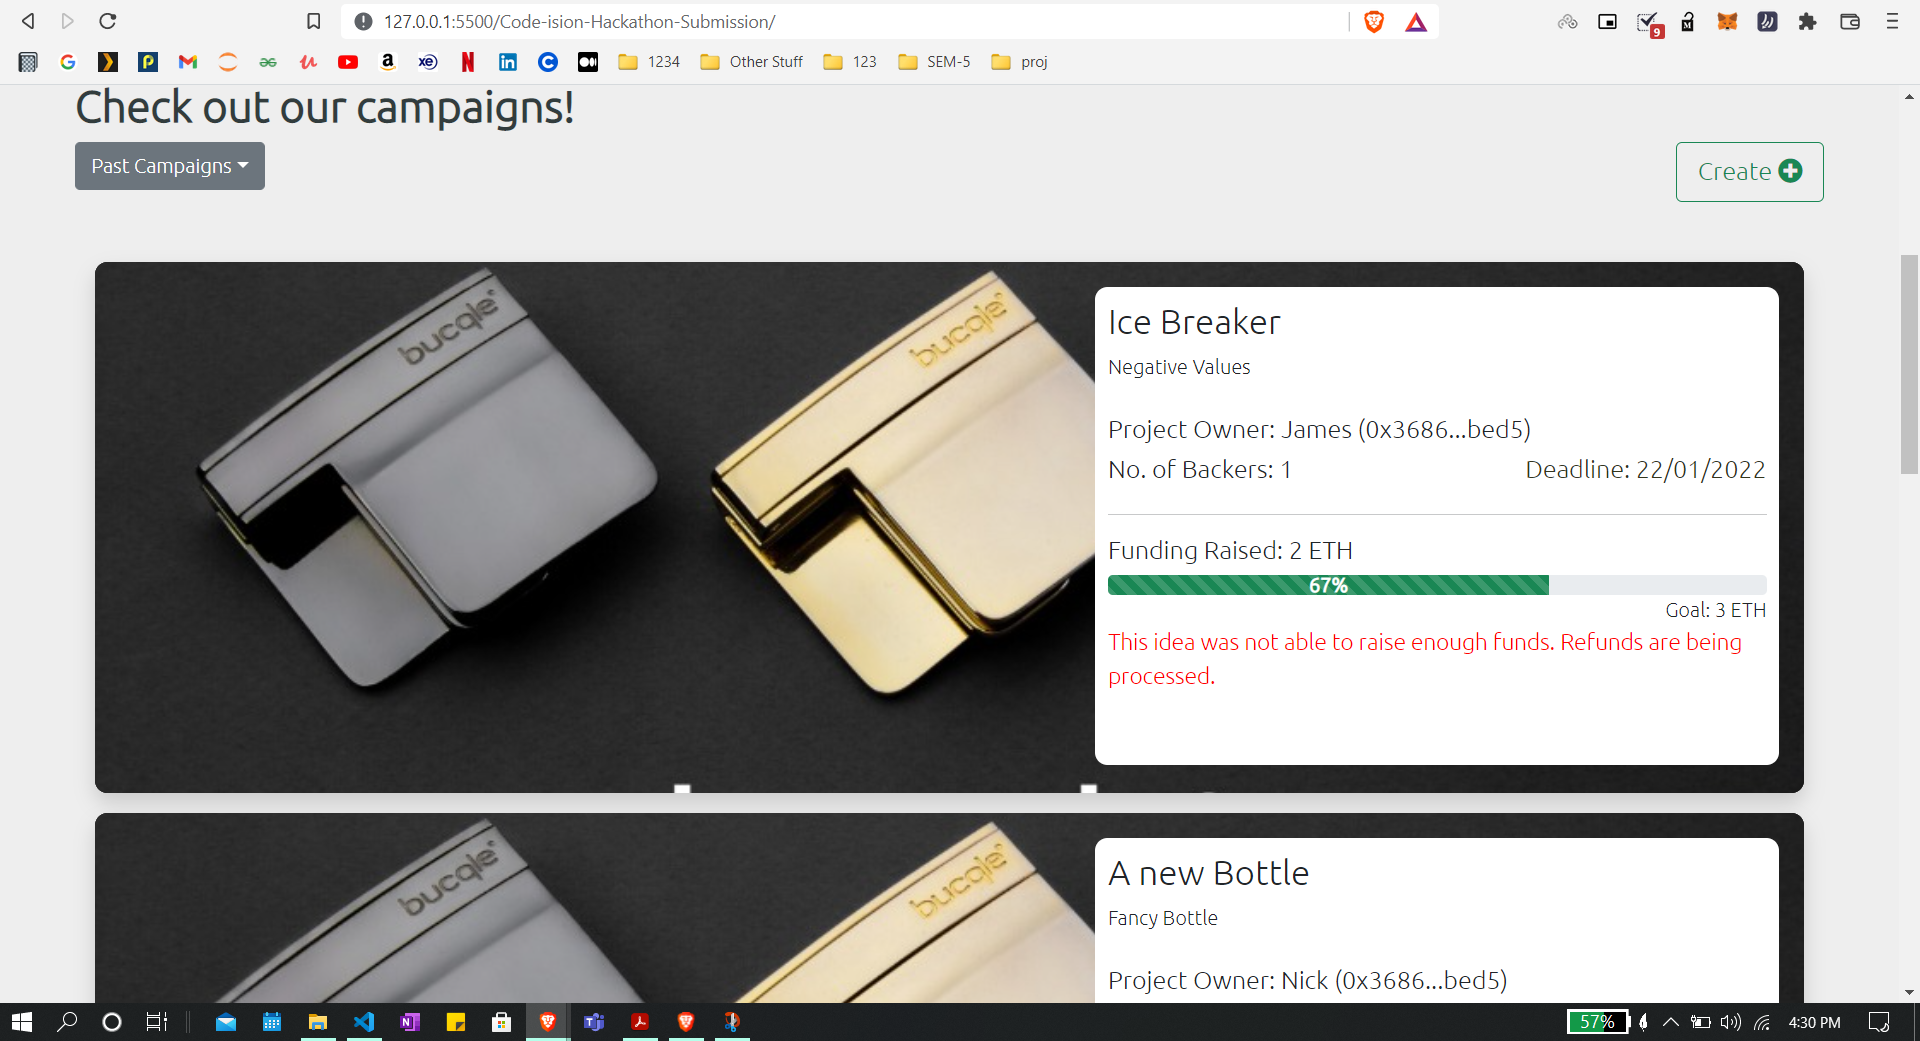 127.0.0.1:5500/Code-ision-Hackathon-Submission/
9
1234
Other Stuff
123
SEM-5
proj
Check out our campaigns!
Past Campaigns
Create
bucqle
bucqle
Ice Breaker
Negative Values
Project Owner: James (0x3686...bed5)
No. of Backers: 1
Deadline: 22/01/2022
Funding Raised: 2 ETH
67%
Goal: 3 ETH
This idea was not able to raise enough funds. Refunds are being
processed.
bucqle
bucqle
A new Bottle
Fancy Bottle
Project Owner: Nick (0x3686...bed5)
57%
4:30 PM